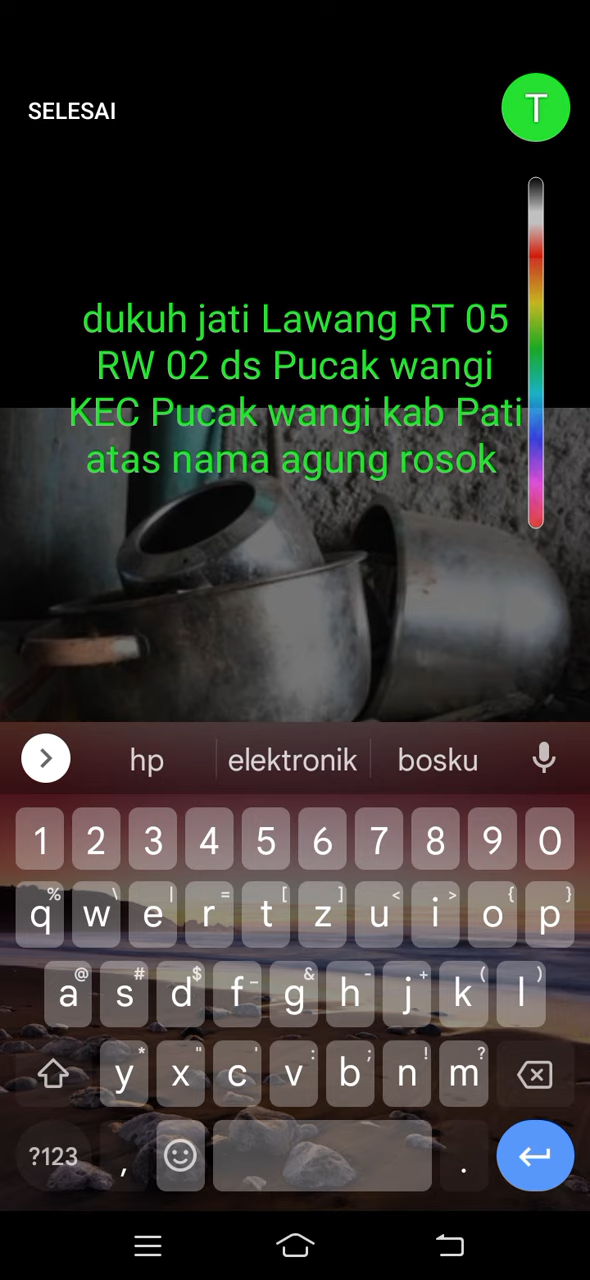 SELESAI
T
dukuh jati Lawang RT 05
RW 02 ds Pucak wangi
KEC Pucak wangi kab Pati
atas nama agung rosok
hp elektronik bosku
1 2 3 4 5 6 7 8 9 0
% \ | = [ ] < > { }
q w e r t z u i o p
@ # $ _ & - + ( )
a s d f g h j k l
* " ' : ; ! ?
y x c v b n m
?123 , .